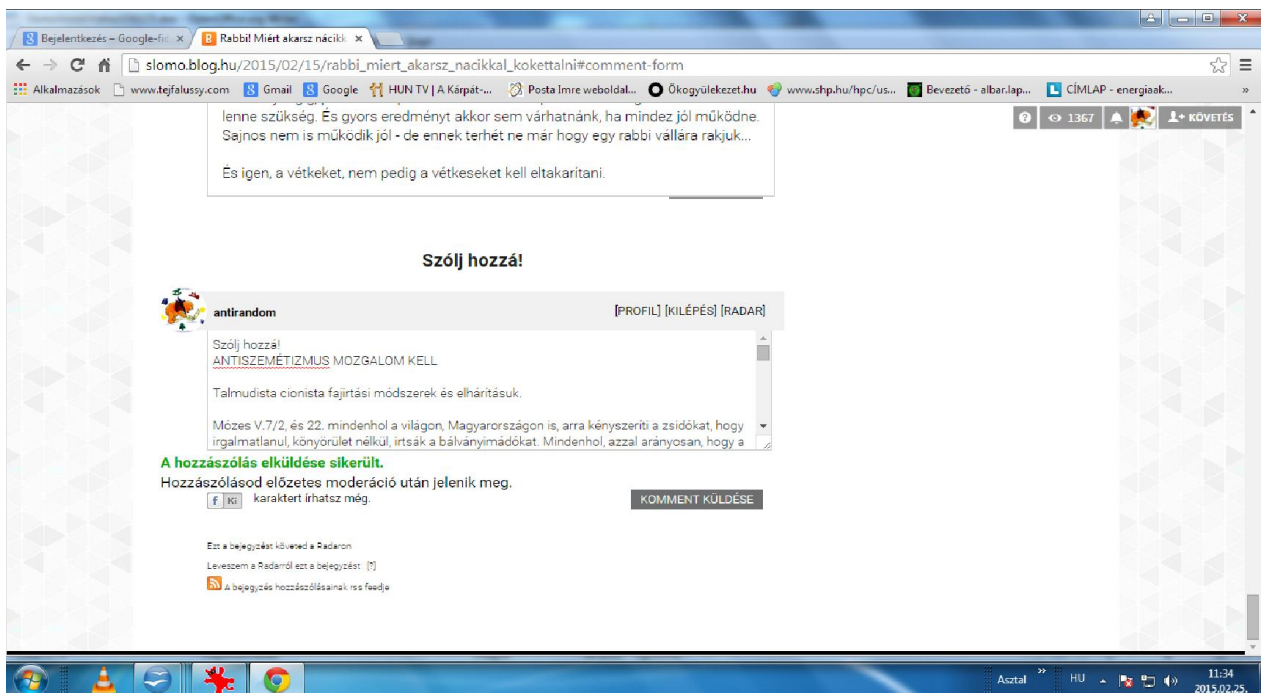 Bejelentkezés – Google-fi
Rabbi! Miért akarsz nácikk
slomo.blog.hu/2015/02/15/rabbi_miert_akarsz_nacikkal_kokettalni#comment-form
Alkalmazások www.tejfalussy.com Gmail Google HUN TV | A Kárpát-... Posta Imre weboldal... Ökogyülekezet.hu www.shp.hu/hpc/us... Bevezető - albar.lap... CÍMLAP - energiaak... »
1367 KÖVETÉS
lenne szükség. És gyors eredményt akkor sem várhatnánk, ha mindez jól működne.
Sajnos nem is működik jól - de ennek terhét ne már hogy egy rabbi vállára rakjuk...
És igen, a vétkeket, nem pedig a vétkeseket kell eltakarítani.
Szólj hozzá!
antirandom [PROFIL] [KILÉPÉS] [RADAR]
Szólj hozzá!
ANTISZEMÉTIZMUS MOZGALOM KELL
Talmudista cionista fajirtási módszerek és elhárításuk.
Mózes V.7/2, és 22. mindenhol a világon, Magyarországon is, arra kényszeríti a zsidókat, hogy
irgalmatlanul, könyörület nélkül, irtsák a bálványimádókat. Mindenhol, azzal arányosan, hogy a
A hozzászólás elküldése sikerült.
Hozzászólásod előzetes moderáció után jelenik meg.
f Ki karaktert írhatsz még. KOMMENT KÜLDÉSE
Ezt a bejegyzést követed a Radaron
Leveszem a Radarról ezt a bejegyzést [?]
A bejegyzés hozzászólásainak rss feedje
Asztal » HU 11:34
2015.02.25.